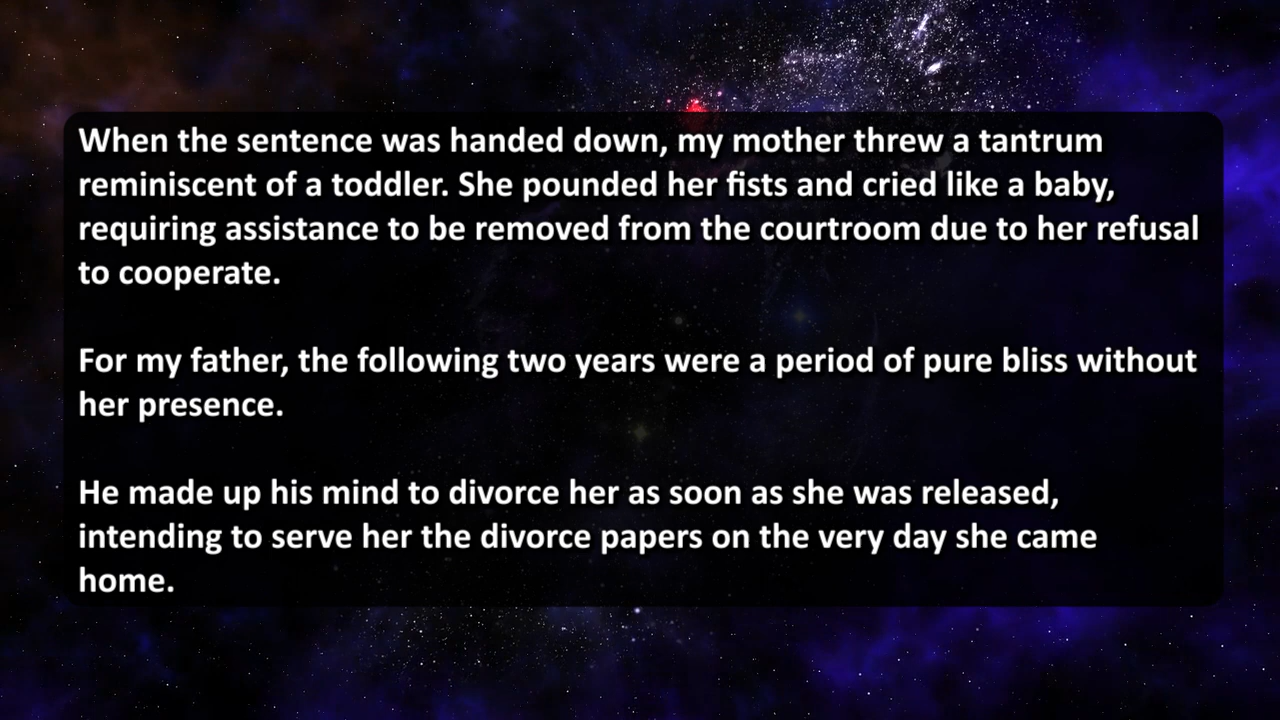 When the sentence was handed down, my mother threw a tantrum
reminiscent of a toddler. She pounded her fists and cried like a baby,
requiring assistance to be removed from the courtroom due to her refusal
to cooperate.
For my father, the following two years were a period of pure bliss without
her presence.
He made up his mind to divorce her as soon as she was released,
intending to serve her the divorce papers on the very day she came
home.